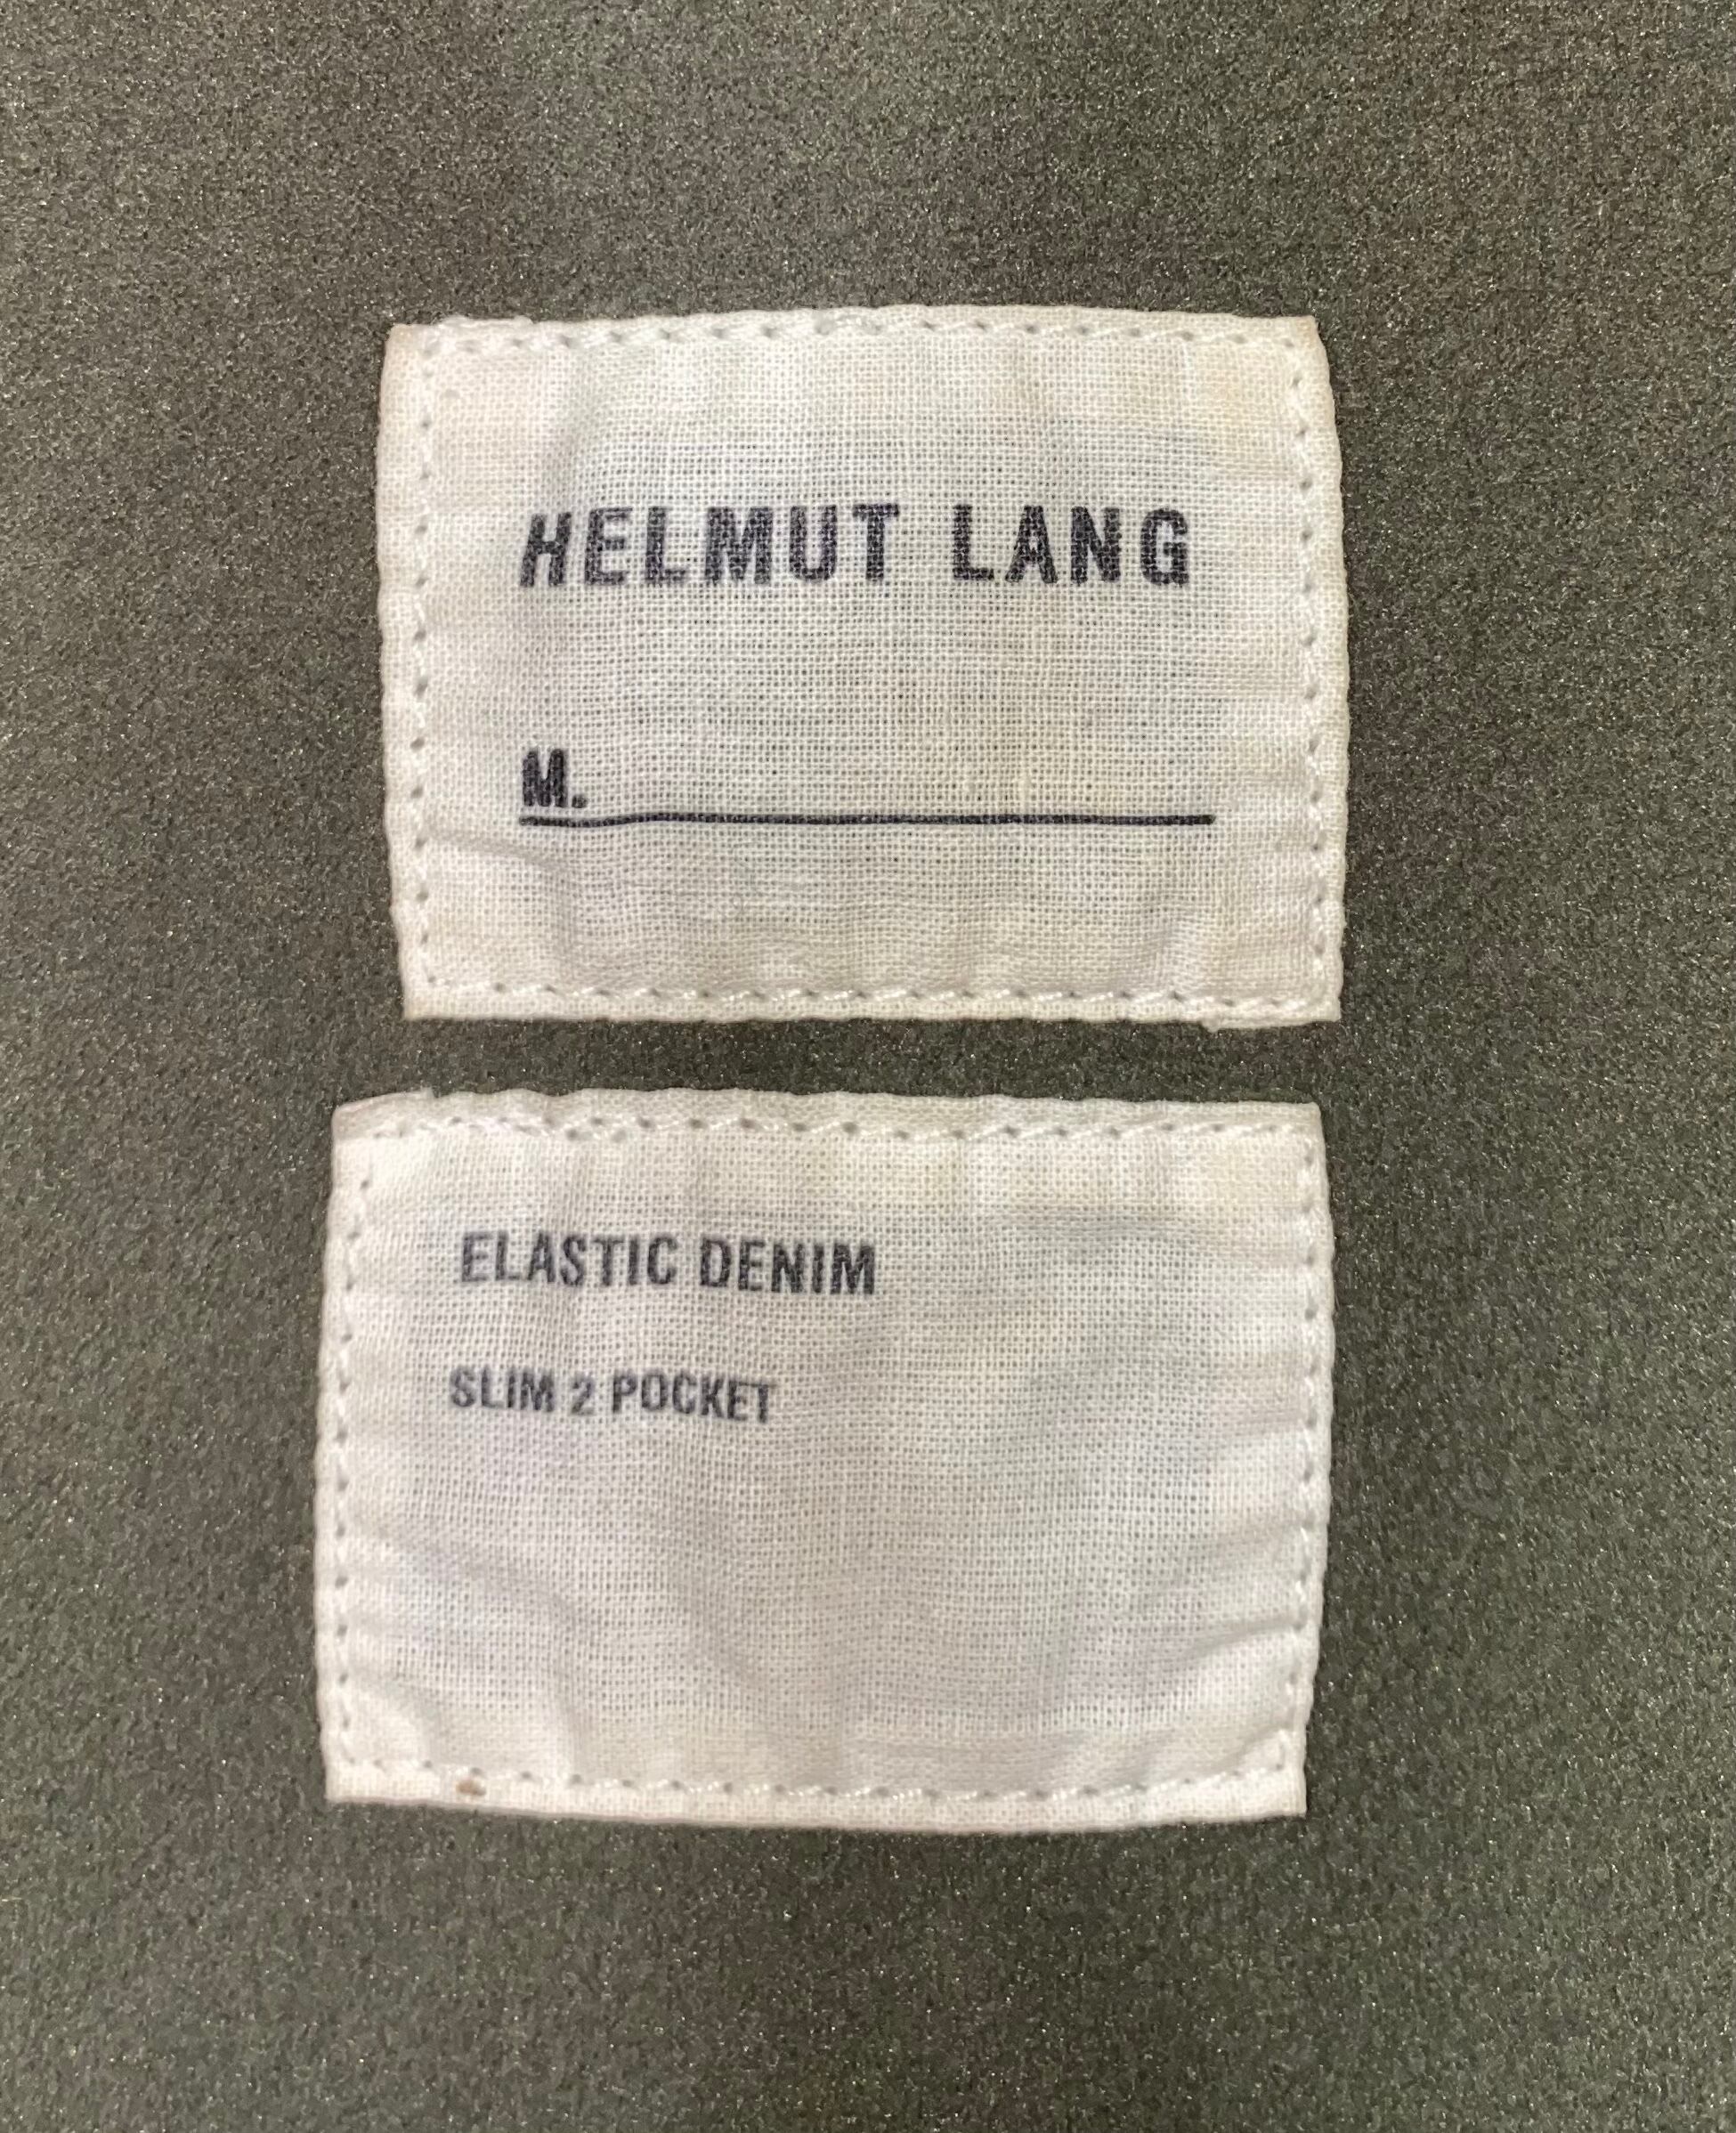 HELMUT LANG
M.
ELASTIC DENIM
SLIM 2 POCKET